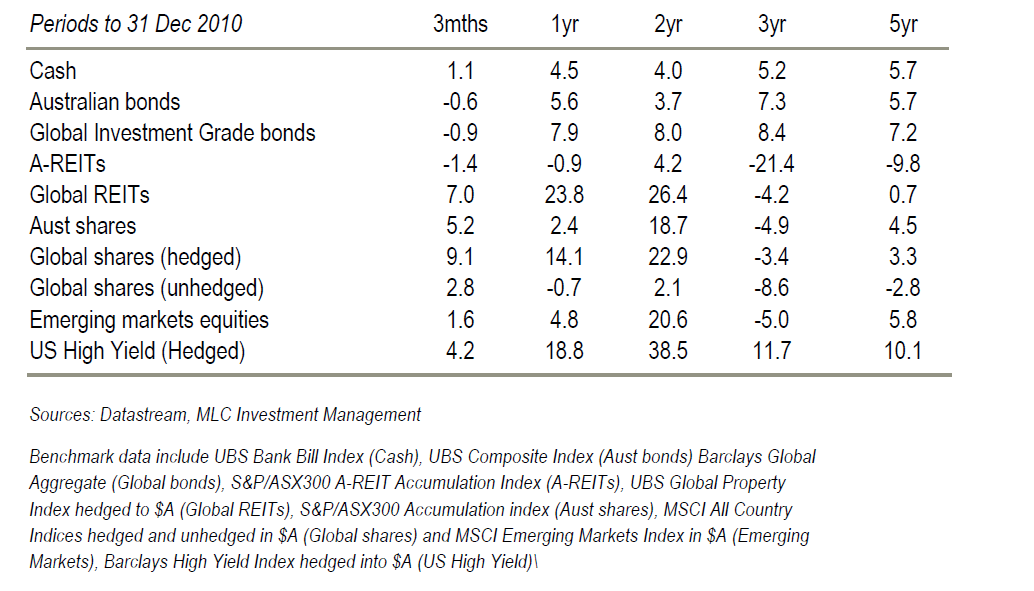 Periods to 31 Dec 2010 3mths 1yr 2yr 3yr 5yr
Cash 1.1 4.5 4.0 5.2 5.7
Australian bonds -0.6 5.6 3.7 7.3 5.7
Global Investment Grade bonds -0.9 7.9 8.0 8.4 7.2
A-REITs -1.4 -0.9 4.2 -21.4 -9.8
Global REITs 7.0 23.8 26.4 -4.2 0.7
Aust shares 5.2 2.4 18.7 -4.9 4.5
Global shares (hedged) 9.1 14.1 22.9 -3.4 3.3
Global shares (unhedged) 2.8 -0.7 2.1 -8.6 -2.8
Emerging markets equities 1.6 4.8 20.6 -5.0 5.8
US High Yield (Hedged) 4.2 18.8 38.5 11.7 10.1
Sources: Datastream, MLC Investment Management
Benchmark data include UBS Bank Bill Index (Cash), UBS Composite Index (Aust bonds) Barclays Global
Aggregate (Global bonds), S&P/ASX300 A-REIT Accumulation Index (A-REITs), UBS Global Property
Index hedged to $A (Global REITs), S&P/ASX300 Accumulation index (Aust shares), MSCI All Country
Indices hedged and unhedged in $A (Global shares) and MSCI Emerging Markets Index in $A (Emerging
Markets), Barclays High Yield Index hedged into $A (US High Yield)\